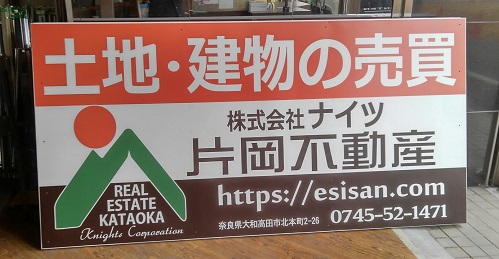 土地・建物の売買
株式会社 ナイツ
片岡不動産
REAL
ESTATE
KATAOKA
Knights Corporation
https://esisan.com
奈良県大和高田市北本町2-26 0745-52-1471